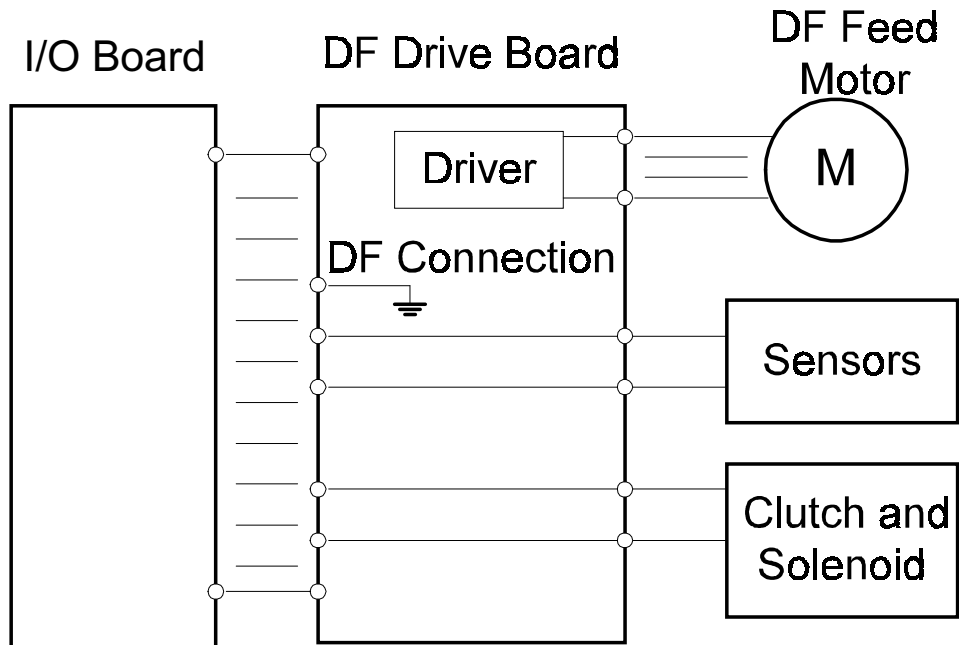 I/O Board
DF Drive Board
DF Feed
Motor
Driver
M
DF Connection
Sensors
Clutch and
Solenoid